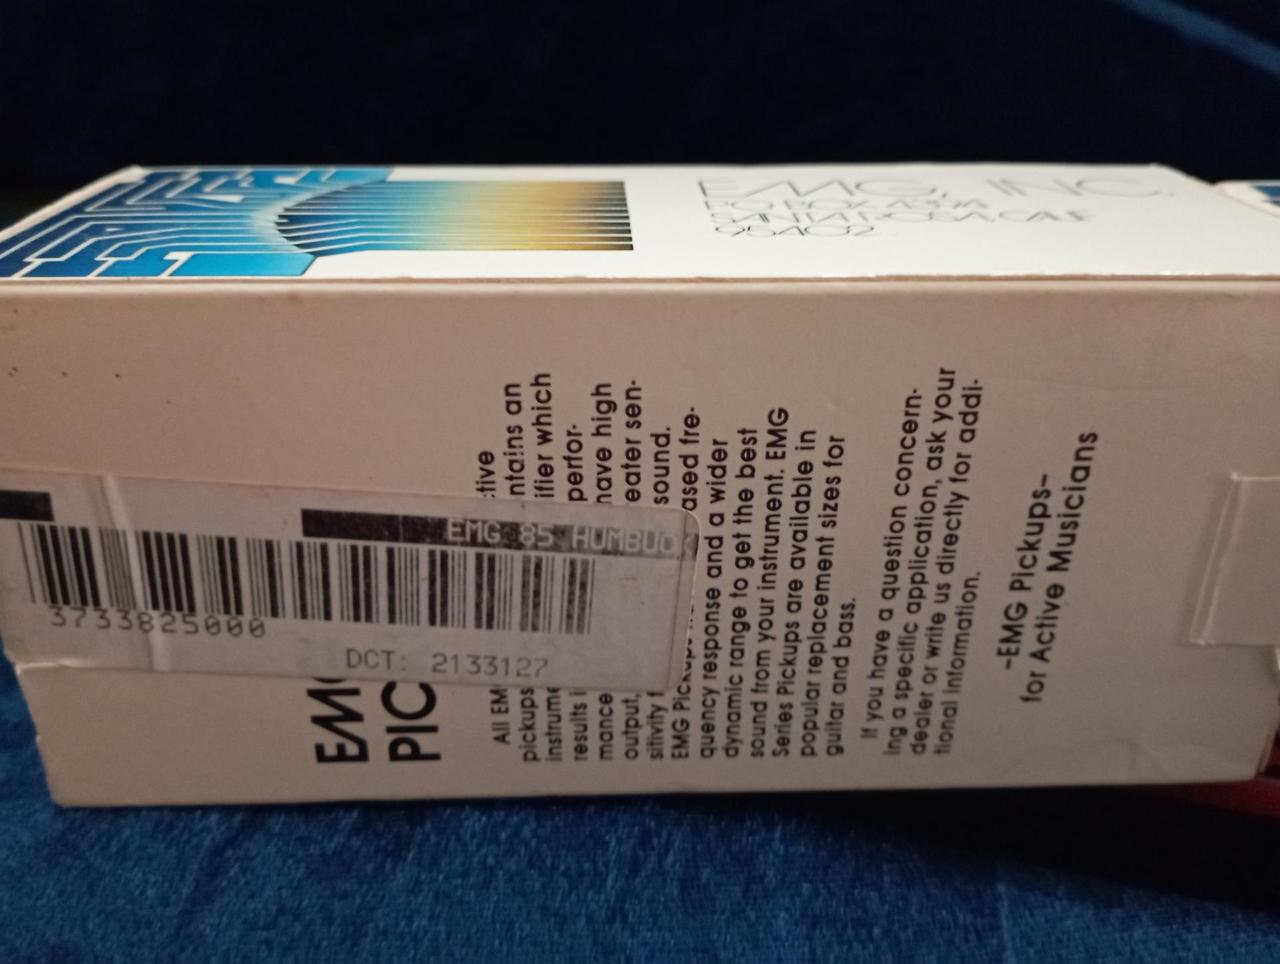 EMG, INC.
P.O. BOX 4394
SANTA ROSA, CALIF
95402
EMG 85 HUMBUCK
3733825000
DCT: 2133127
EM
PIC
All EM tive
pickups ntains an
instrume ifier which
results i perfor-
mance have high
output, eater sen-
sitivity f sound.
EMG Pickups ased fre-
quency response and a wider
dynamic range to get the best
sound from your instrument. EMG
Series Pickups are available in
popular replacement sizes for
guitar and bass.
If you have a question concern-
ing a specific application, ask your
dealer or write us directly for addi-
tional information.
-EMG Pickups-
for Active Musicians